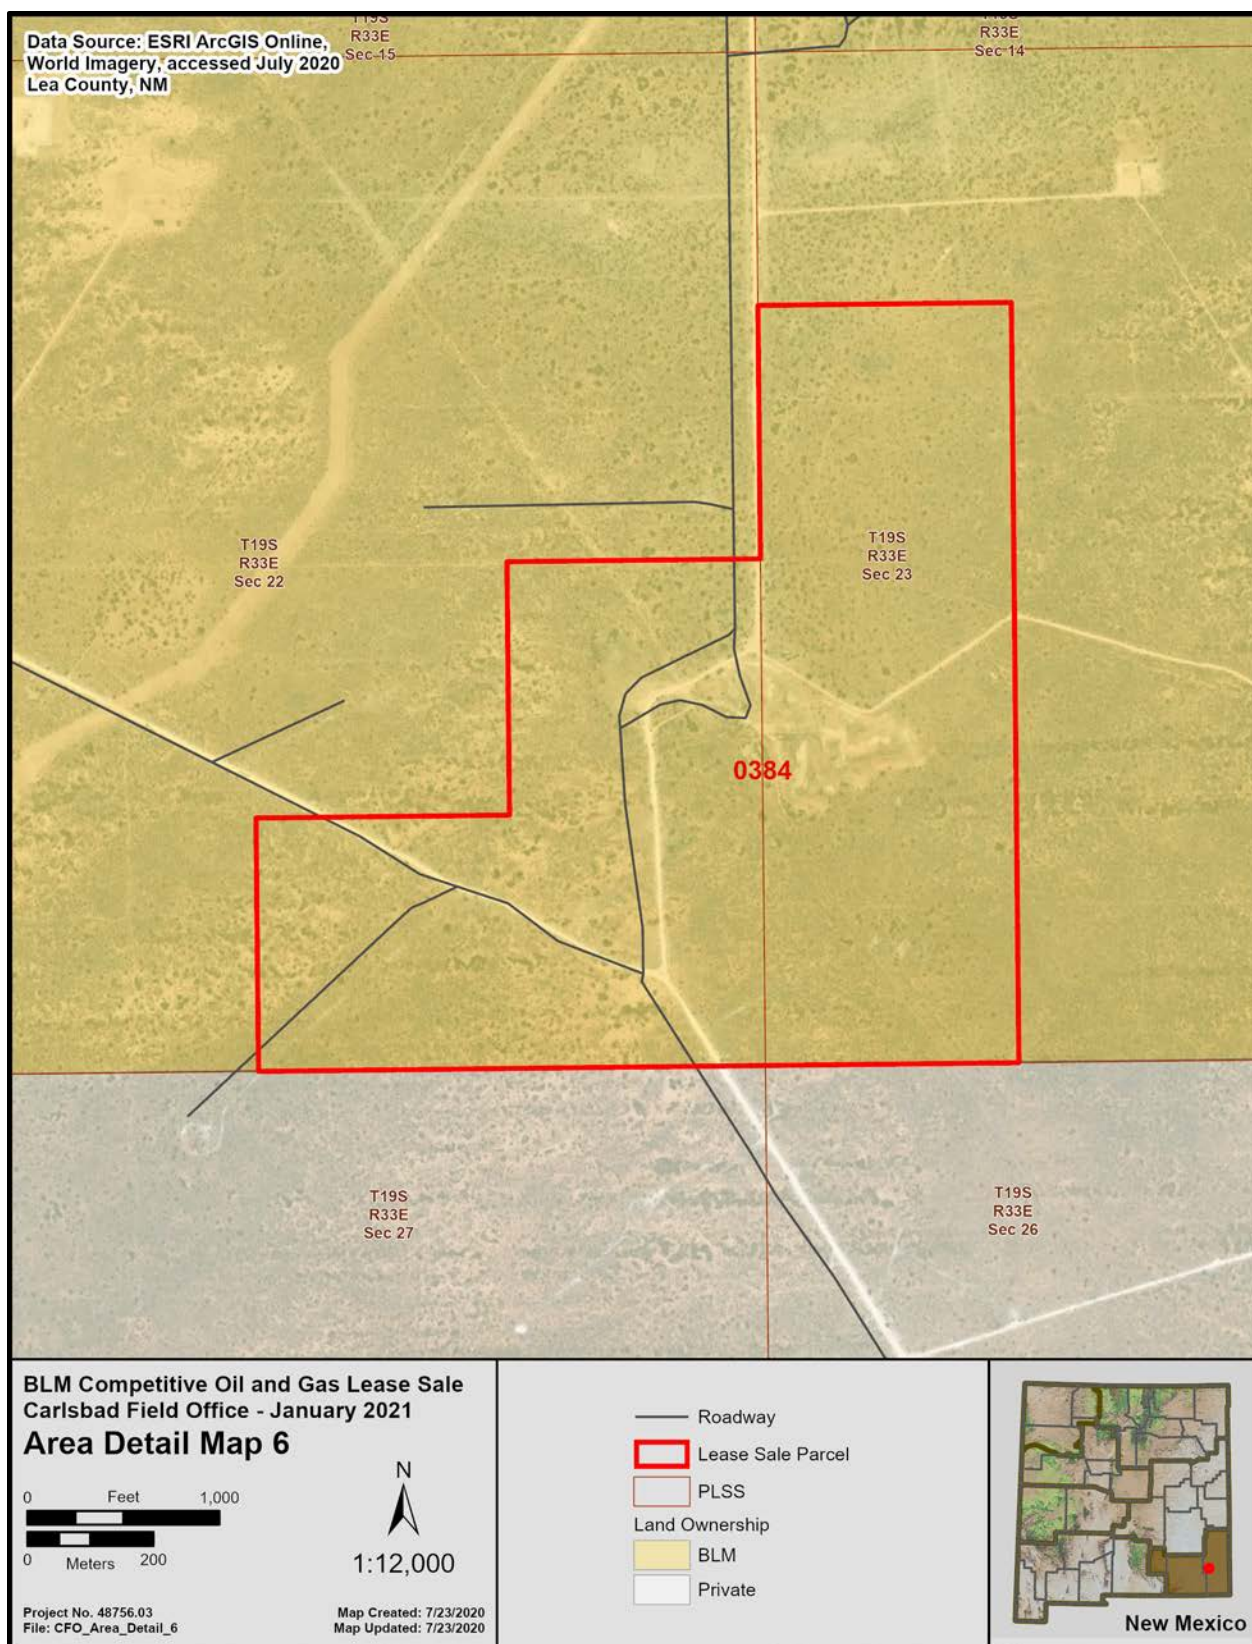 T19S
R33E
Sec 15
T19S
R33E
Sec 14
Data Source: ESRI ArcGIS Online,
World Imagery, accessed July 2020
Lea County, NM
T19S
R33E
Sec 22
T19S
R33E
Sec 23
0384
T19S
R33E
Sec 27
T19S
R33E
Sec 26
BLM Competitive Oil and Gas Lease Sale
Carlsbad Field Office - January 2021
Area Detail Map 6
0 Feet 1,000
0 Meters 200
N
1:12,000
Project No. 48756.03
File: CFO_Area_Detail_6
Map Created: 7/23/2020
Map Updated: 7/23/2020
Roadway
Lease Sale Parcel
PLSS
Land Ownership
BLM
Private
New Mexico